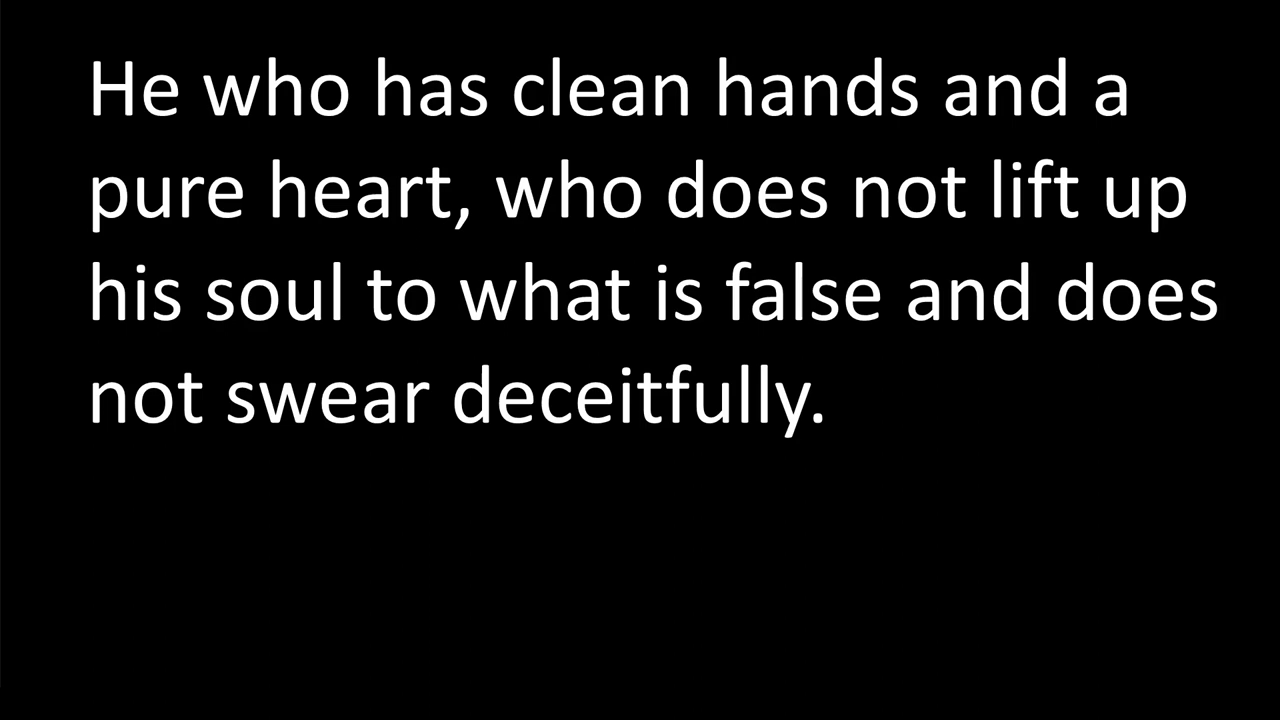 He who has clean hands and a
pure heart, who does not lift up
his soul to what is false and does
not swear deceitfully.